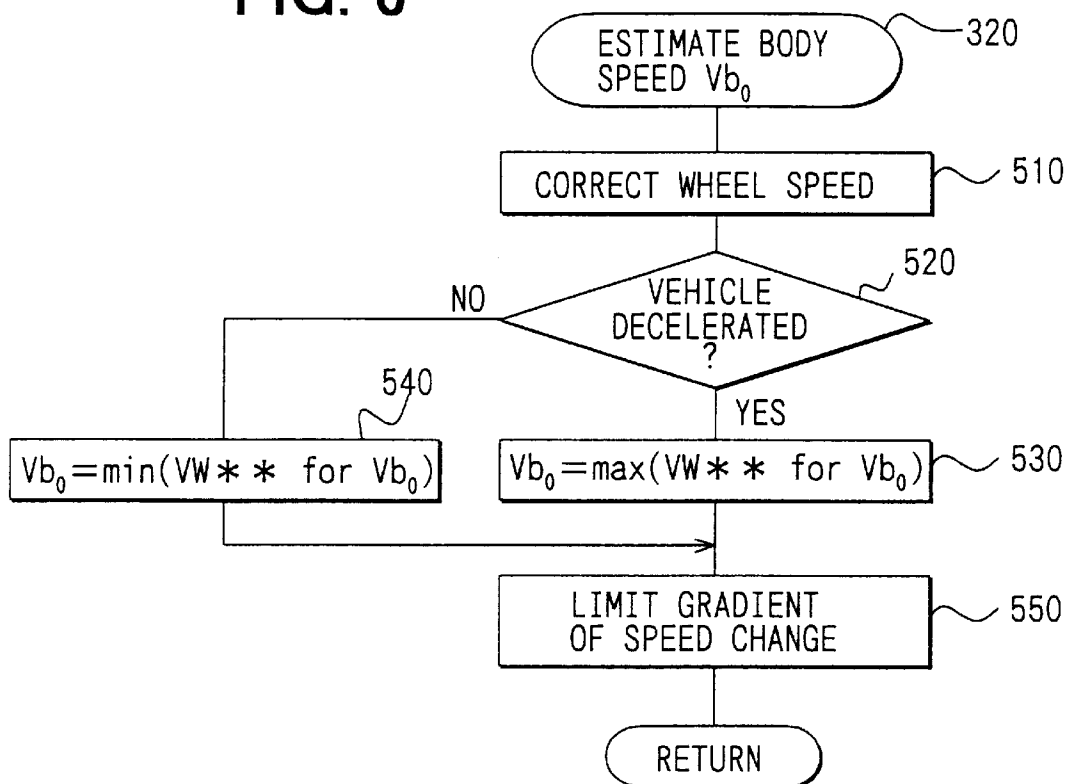 FIG.
ESTIMATE BODY
SPEED Vb₀
320
CORRECT WHEEL SPEED
510
VEHICLE
DECELERATED
?
520
NO
YES
540
Vb₀=min(VW** for Vb₀)
Vb₀=max(VW** for Vb₀)
530
LIMIT GRADIENT
OF SPEED CHANGE
550
RETURN